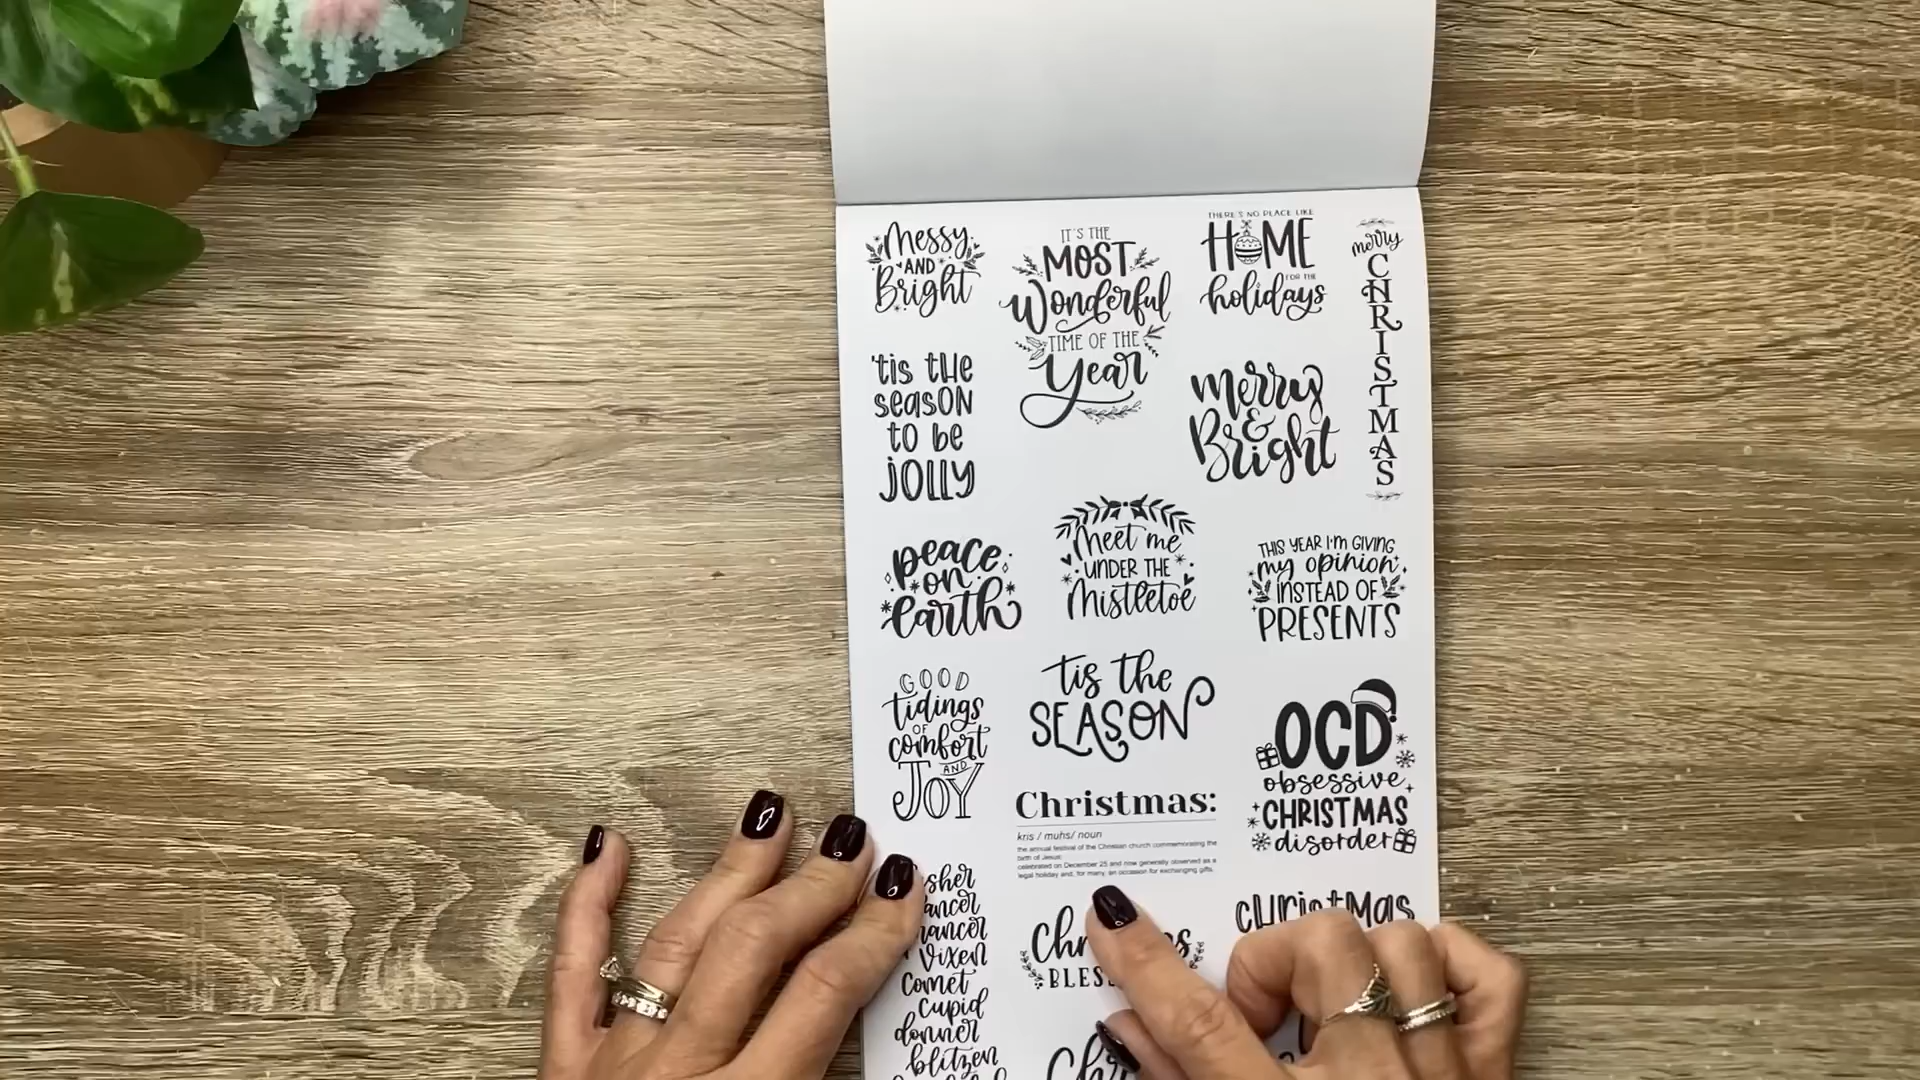 Messy
AND
Bright
IT'S THE
MOST
Wonderful
TIME OF THE
Year
THERE'S NO PLACE LIKE
HOME
FOR THE
holidays
merry
CHRISTMAS
'tis the
season
to be
jolly
merry
&
Bright
peace
on
earth
Meet me
UNDER THE
Mistletoe
THIS YEAR I'M GIVING
my opinion
INSTEAD OF
PRESENTS
GOOD
tidings
OF
comfort
AND
JOY
'tis the
SEASON
OCD
obsessive
CHRISTMAS
disorder
Christmas:
kris / muhs/ noun
the annual festival of the Christian church commemorating the
birth of Jesus:
celebrated on December 25 and now generally observed as a
legal holiday and, for many, an occasion for exchanging gifts.
Vixen
Comet
cupid
donner
blitzen
christmas